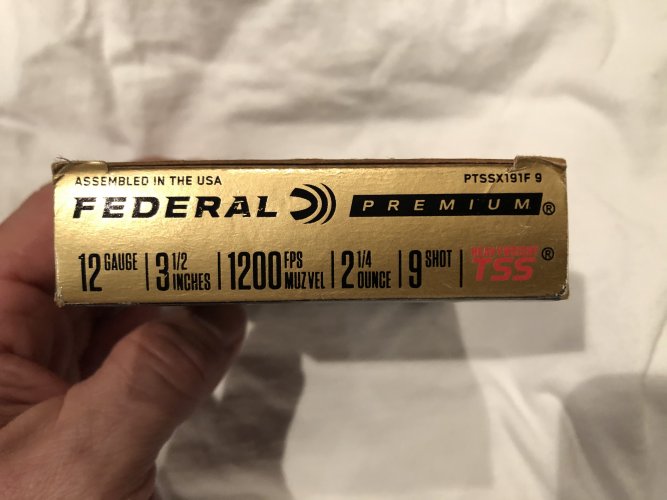 ASSEMBLED IN THE USA PTSSX191F 9
FEDERAL PREMIUM®
12 GAUGE | 3 1/2 INCHES | 1200 FPS MUZ VEL | 2 1/4 OUNCE | 9 SHOT | TSS®